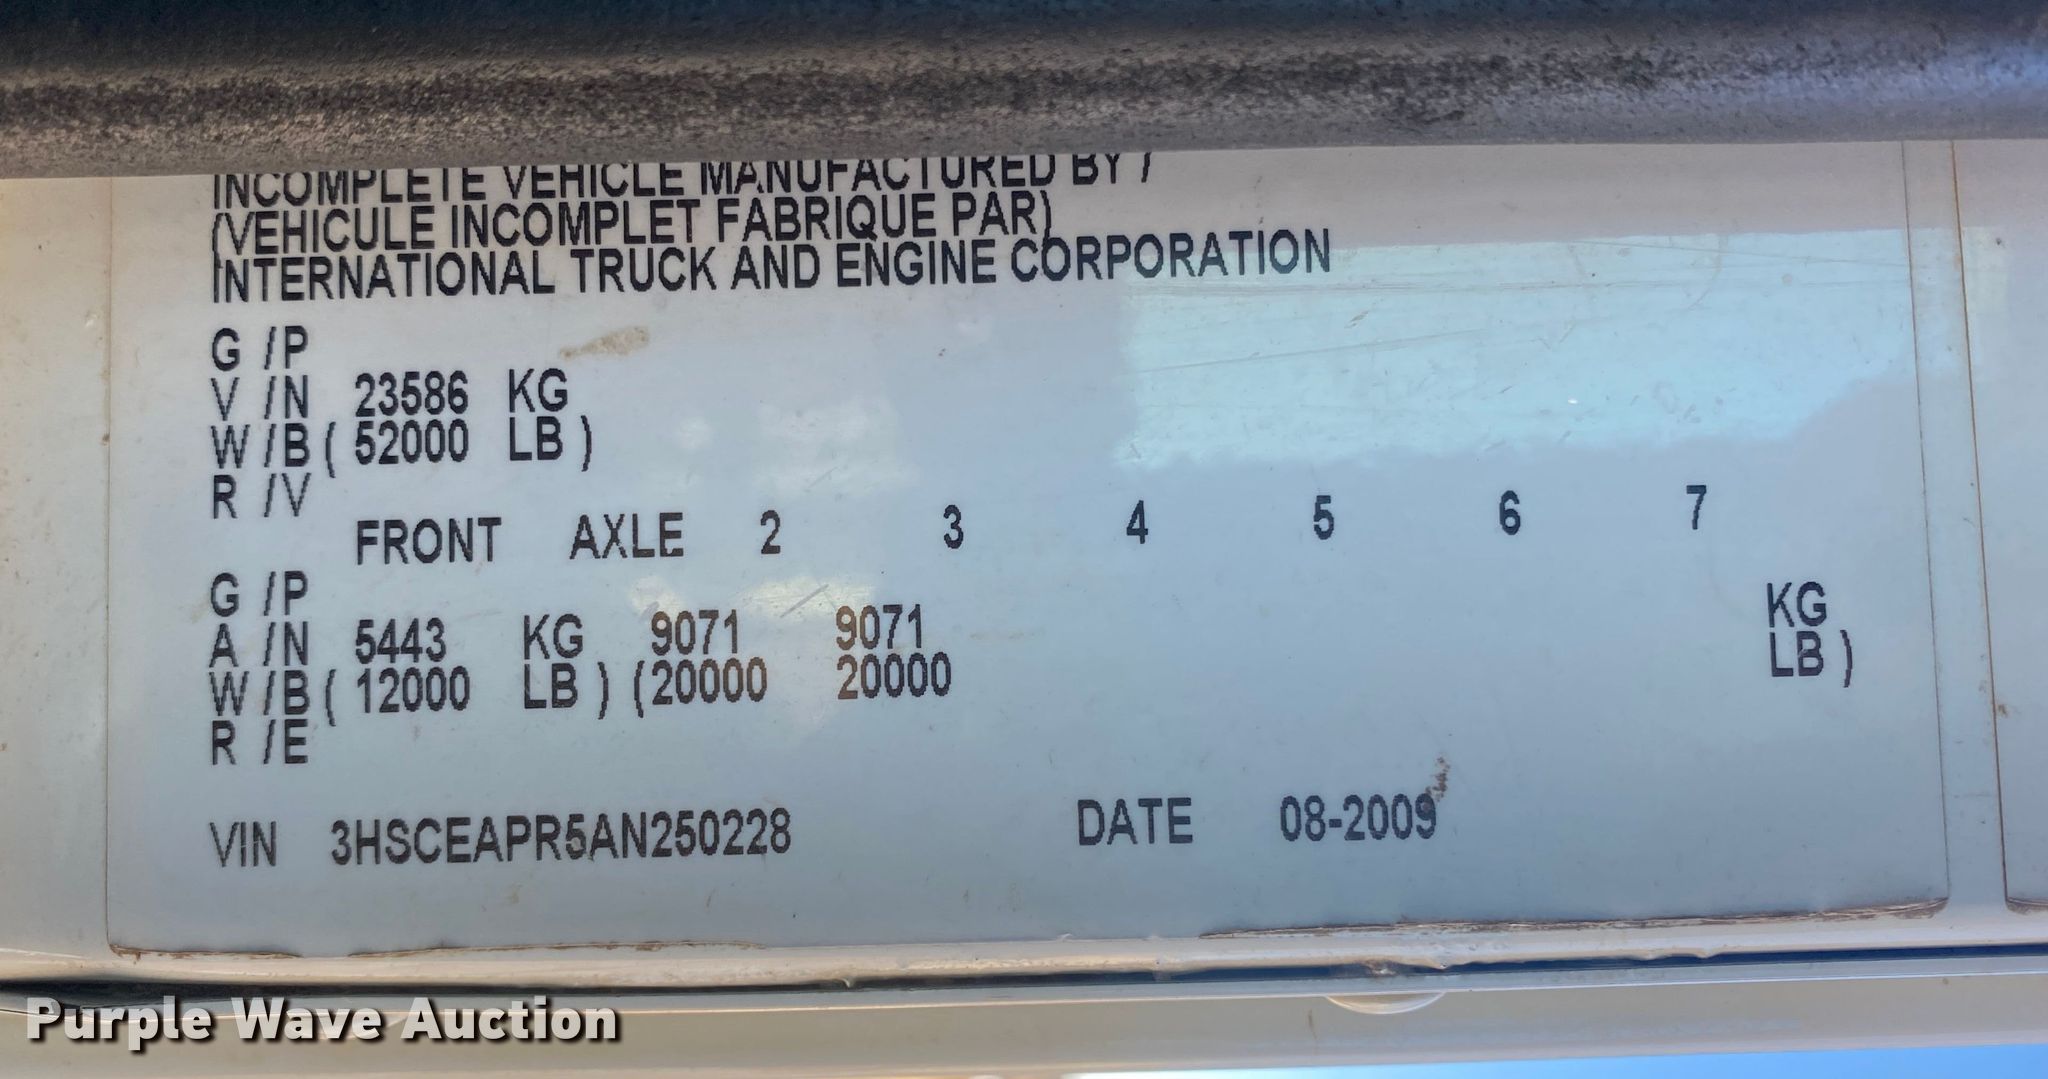 INCOMPLETE VEHICLE MANUFACTURED BY /
(VEHICULE INCOMPLET FABRIQUE PAR)
INTERNATIONAL TRUCK AND ENGINE CORPORATION
G /P
V /N 23586 KG
W /B ( 52000 LB )
R /V
FRONT AXLE 2 3 4 5 6 7
G /P KG
A /N 5443 KG 9071 9071 LB )
W /B ( 12000 LB ) (20000 20000
R /E
VIN 3HSCEAPR5AN250228 DATE 08-2009
Purple Wave Auction